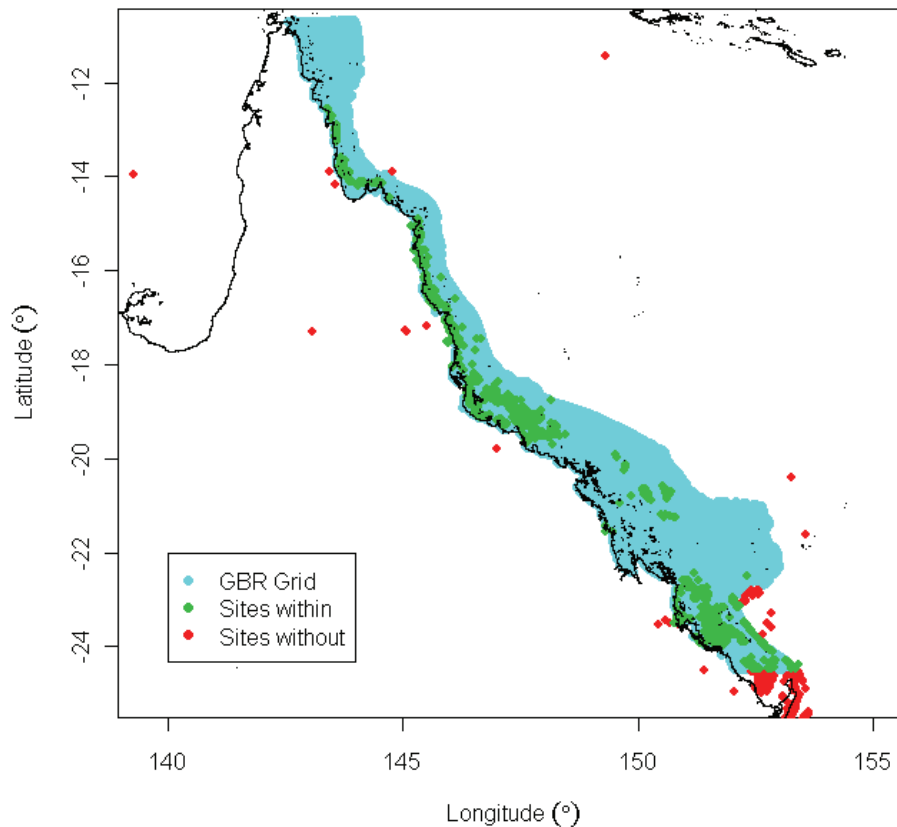 -12
-14
-16
-18
-20
-22
-24
Latitude (°)
GBR Grid
Sites within
Sites without
140
145
150
155
Longitude (°)